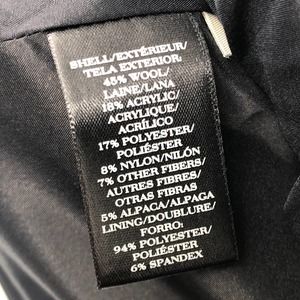 SHELL/EXTÉRIEUR/
TELA EXTERIOR:
45% WOOL/
LAINE/LANA
18% ACRYLIC/
ACRYLIQUE/
ACRÍLICO
17% POLYESTER/
POLIÉSTER
8% NYLON/NILÓN
7% OTHER FIBERS/
AUTRES FIBRES/
OTRAS FIBRAS
5% ALPACA/ALPAGA
LINING/DOUBLURE/
FORRO:
94% POLYESTER/
POLIÉSTER
6% SPANDEX